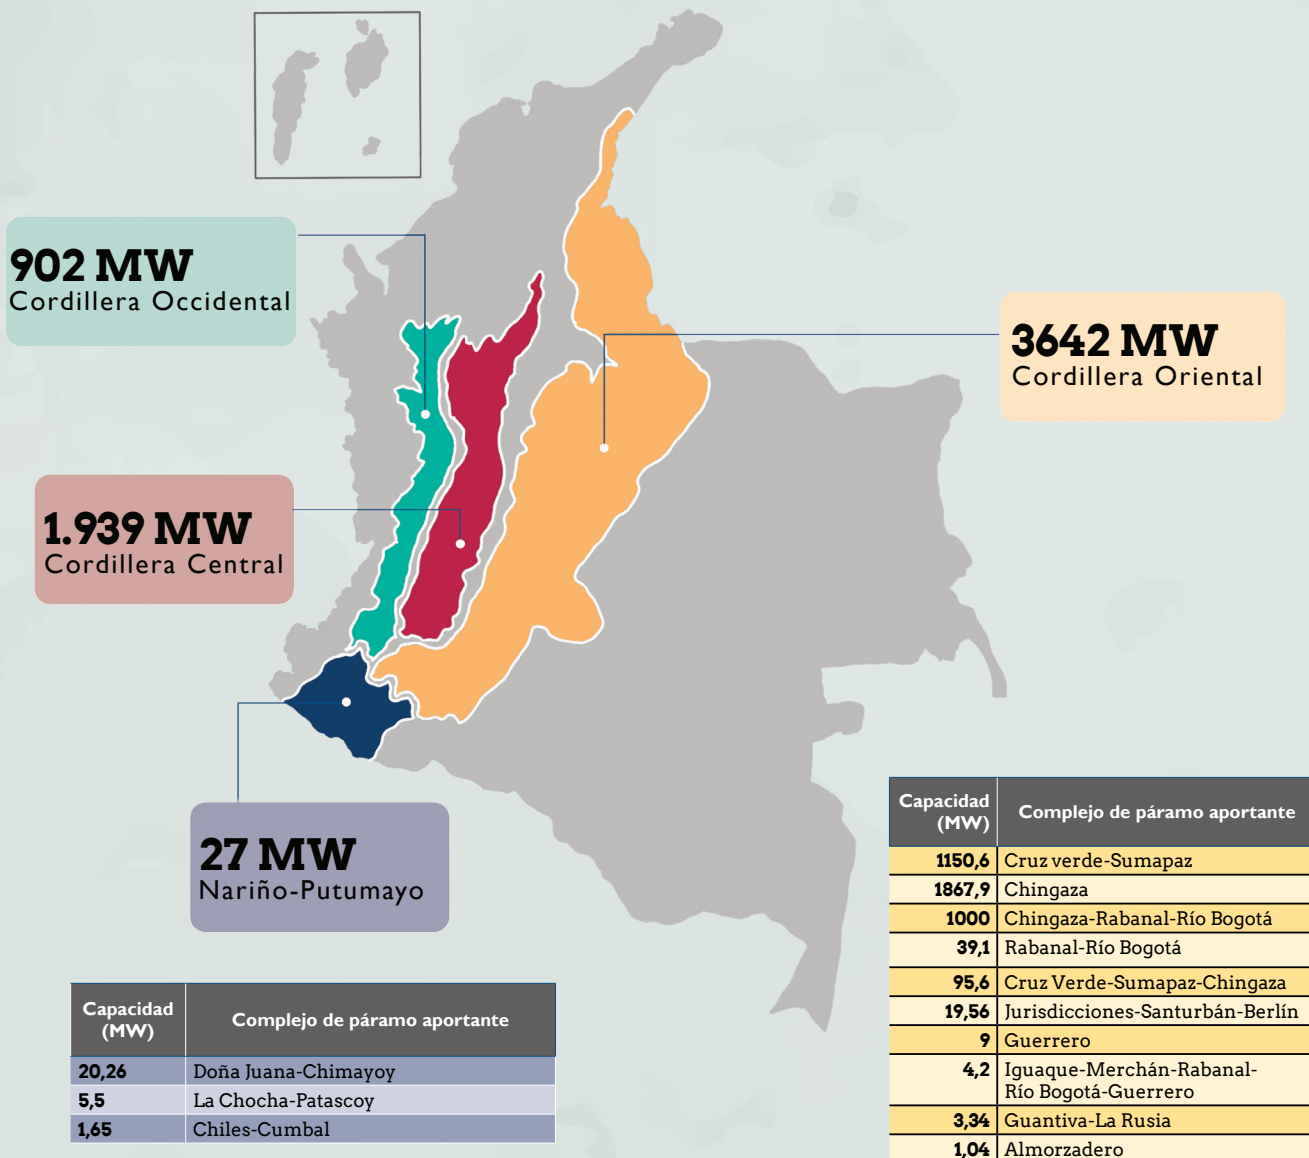 902 MW
Cordillera Occidental
3642 MW
Cordillera Oriental
1.939 MW
Cordillera Central
27 MW
Nariño-Putumayo
Capacidad (MW) Complejo de páramo aportante
20,26 Doña Juana-Chimayoy
5,5 La Chocha-Patascoy
1,65 Chiles-Cumbal
Capacidad (MW) Complejo de páramo aportante
1150,6 Cruz verde-Sumapaz
1867,9 Chingaza
1000 Chingaza-Rabanal-Río Bogotá
39,1 Rabanal-Río Bogotá
95,6 Cruz Verde-Sumapaz-Chingaza
19,56 Jurisdicciones-Santurbán-Berlín
9 Guerrero
4,2 Iguaque-Merchán-Rabanal-
Río Bogotá-Guerrero
3,34 Guantiva-La Rusia
1,04 Almorzadero